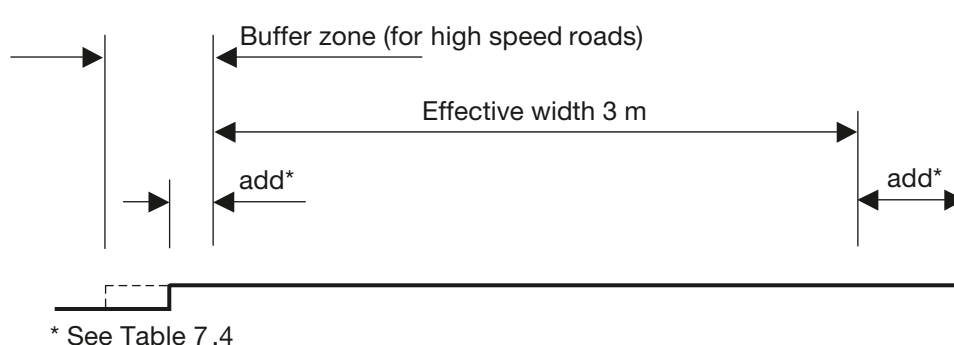 Buffer zone (for high speed roads)
Effective width 3 m
add*
add*
* See Table 7.4